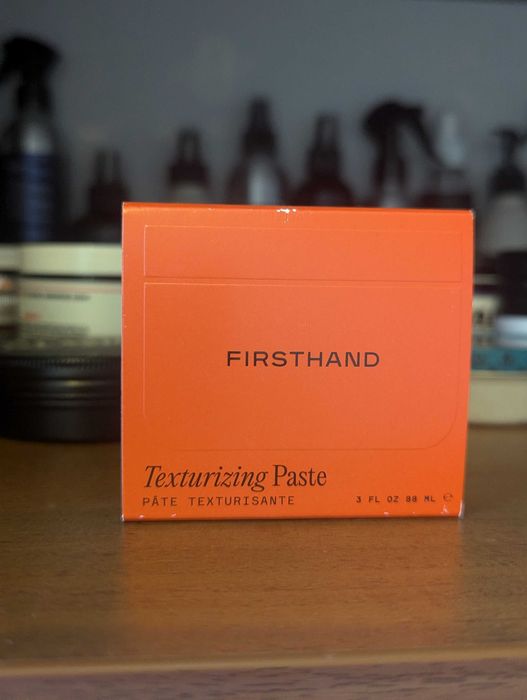 FIRSTHAND
Texturizing Paste
PÂTE TEXTURISANTE
3 FL OZ 88 ML ℮